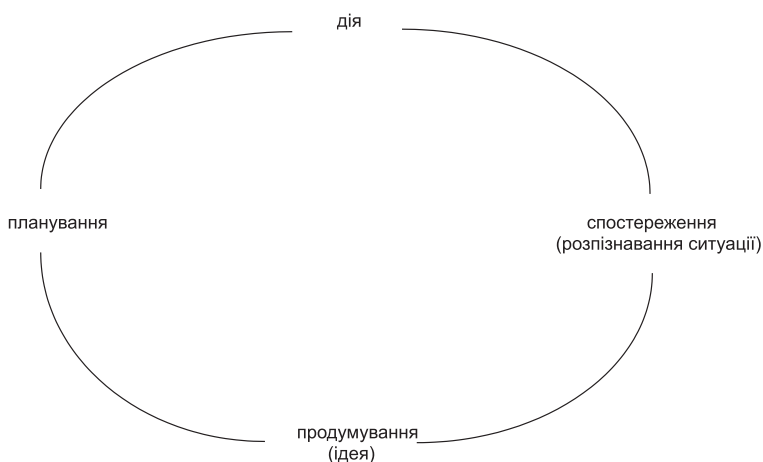 дія
планування
спостереження
(розпізнавання ситуації)
продумування
(ідея)